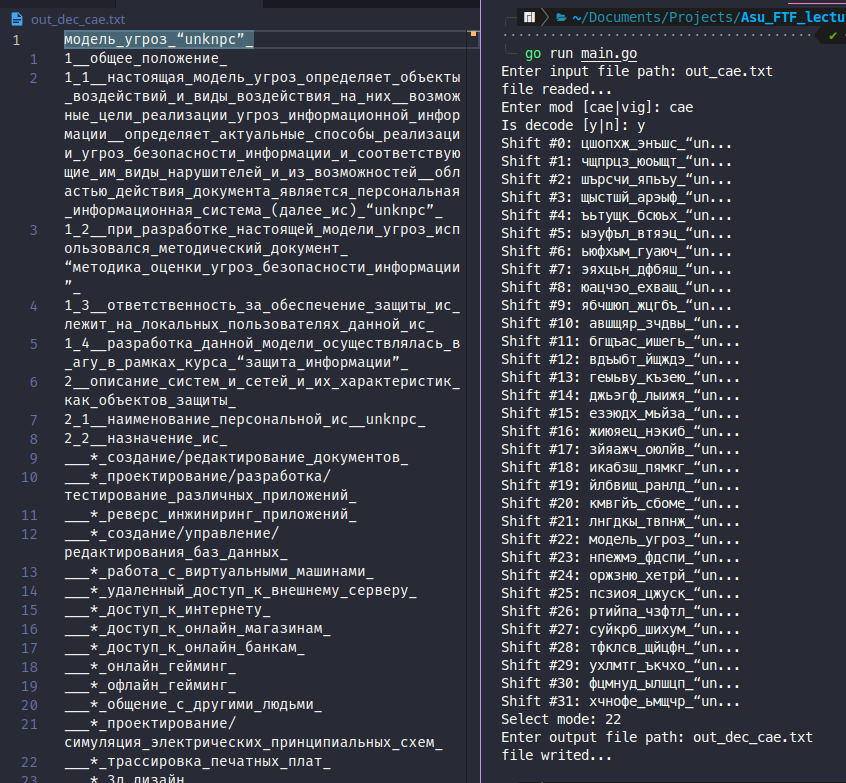 out_dec_cae.txt
1 модель_угроз_“unknpc”_
1 1__общее_положение_
2 1_1__настоящая_модель_угроз_определяет_объекты
_воздействий_и_виды_воздействия_на_них__возмож
ные_цели_реализации_угроз_информационной_инфор
мации__определяет_актуальные_способы_реализаци
и_угроз_безопасности_информации_и_соответствую
щие_им_виды_нарушителей_и_из_возможностей__обл
астью_действия_документа_является_персональная
_информационная_система_(далее_ис)_“unknpc”_
3 1_2__при_разработке_настоящей_модели_угроз_исп
ользовался_методический_документ_
“методика_оценки_угроз_безопасности_информации
”_
4 1_3__ответственность_за_обеспечение_защиты_ис_
лежит_на_локальных_пользователях_данной_ис_
5 1_4__разработка_данной_модели_осуществлялась_в
_агу_в_рамках_курса_“защита_информации”_
6 2__описание_систем_и_сетей_и_их_характеристик_
как_объектов_защиты_
7 2_1__наименование_персональной_ис__unknpc_
8 2_2__назначение_ис_
9 ___*_создание/редактирование_документов_
10 ___*_проектирование/разработка/
тестирование_различных_приложений_
11 ___*_реверс_инжиниринг_приложений_
12 ___*_создание/управление/
редактирования_баз_данных_
13 ___*_работа_с_виртуальными_машинами_
14 ___*_удаленный_доступ_к_внешнему_серверу_
15 ___*_доступ_к_интернету_
16 ___*_доступ_к_онлайн_магазинам_
17 ___*_доступ_к_онлайн_банкам_
18 ___*_онлайн_гейминг_
19 ___*_офлайн_гейминг_
20 ___*_общение_с_другими_людьми_
21 ___*_проектирование/
симуляция_электрических_принципиальных_схем_
22 ___*_трассировка_печатных_плат_
23 ___*_3д_дизайн_
~/Documents/Projects/Asu_FTF_lectu
go run main.go
Enter input file path: out_cae.txt
file readed...
Enter mod [cae|vig]: cae
Is decode [y|n]: y
Shift #0: цшопхж_энъшс_“un...
Shift #1: чщпрцз_юоыщт_“un...
Shift #2: шърсчи_япьъу_“un...
Shift #3: щыстшй_арэыф_“un...
Shift #4: ъьтущк_бсюьх_“un...
Shift #5: ыэуфъл_втяэц_“un...
Shift #6: ьюфхым_гуаюч_“un...
Shift #7: эяхцьн_дфбяш_“un...
Shift #8: юацчэо_ехващ_“un...
Shift #9: ябчшюп_жцгбъ_“un...
Shift #10: авшщяр_зчдвы_“un...
Shift #11: бгщъас_ишегь_“un...
Shift #12: вдъыбт_йщждэ_“un...
Shift #13: геыьву_къзею_“un...
Shift #14: джьэгф_лыижя_“un...
Shift #15: езэюдх_мьйза_“un...
Shift #16: жиюяец_нэкиб_“un...
Shift #17: зйяажч_оюлйв_“un...
Shift #18: икабзш_пямкг_“un...
Shift #19: йлбвищ_ранлд_“un...
Shift #20: кмвгйъ_сбоме_“un...
Shift #21: лнгдкы_твпнж_“un...
Shift #22: модель_угроз_“un...
Shift #23: нпежмэ_фдспи_“un...
Shift #24: оржзню_хетрй_“un...
Shift #25: псзиоя_цжуск_“un...
Shift #26: ртийпа_чзфтл_“un...
Shift #27: суйкрб_шихум_“un...
Shift #28: тфклсв_щйцфн_“un...
Shift #29: ухлмтг_ъкчхо_“un...
Shift #30: фцмнуд_ылшцп_“un...
Shift #31: хчнофе_ьмщчр_“un...
Select mode: 22
Enter output file path: out_dec_cae.txt
file writed...